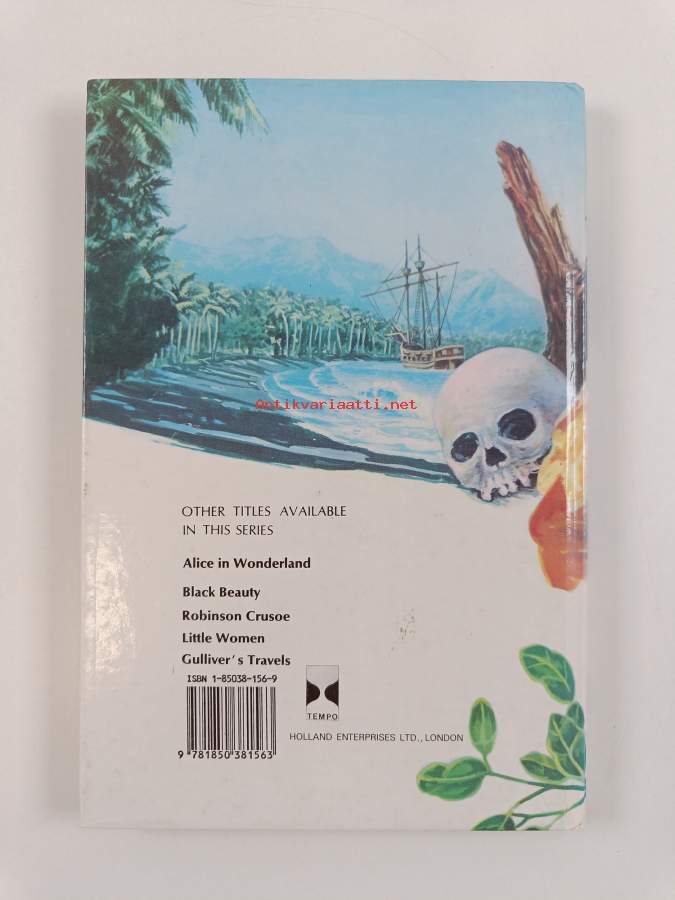 Antikvariaatti.net
OTHER TITLES AVAILABLE
IN THIS SERIES
Alice in Wonderland
Black Beauty
Robinson Crusoe
Little Women
Gulliver's Travels
ISBN 1-85038-156-9
TEMPO
HOLLAND ENTERPRISES LTD., LONDON
9 781850 381563